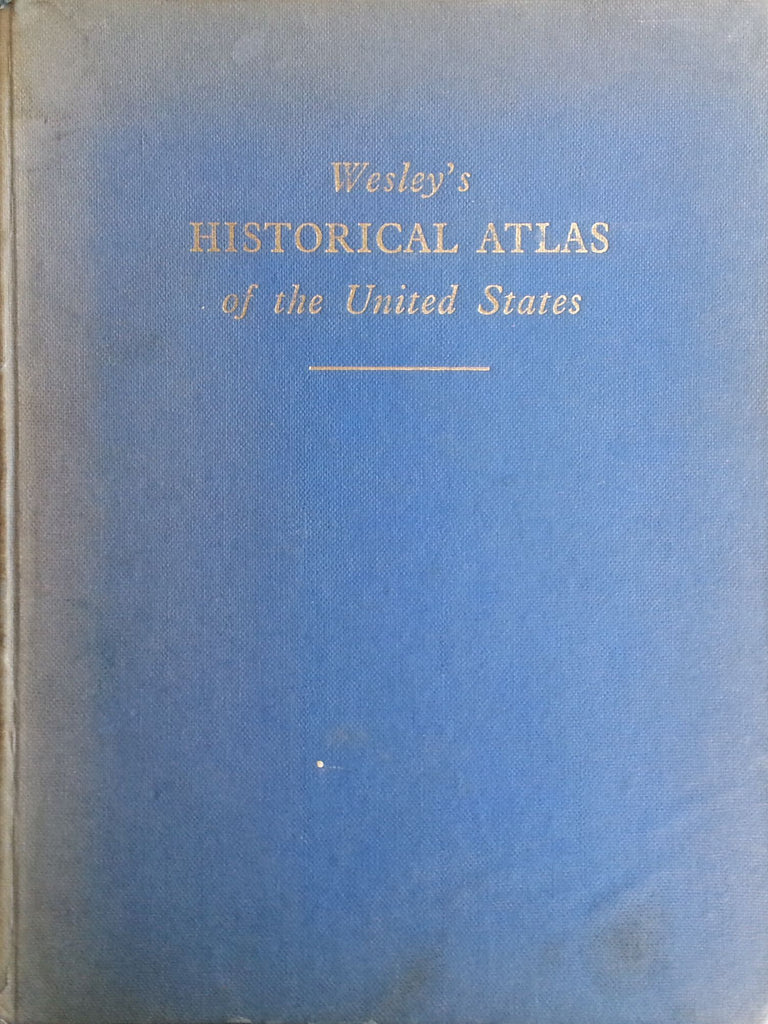 Wesley's
HISTORICAL ATLAS
of the United States